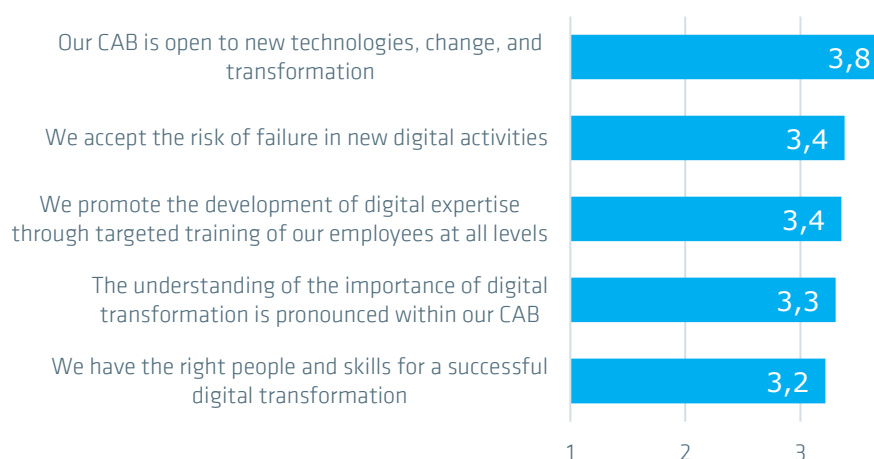 Our CAB is open to new technologies, change, and
transformation
3,8
We accept the risk of failure in new digital activities
3,4
We promote the development of digital expertise
through targeted training of our employees at all levels
3,4
The understanding of the importance of digital
transformation is pronounced within our CAB
3,3
We have the right people and skills for a successful
digital transformation
3,2
1 2 3